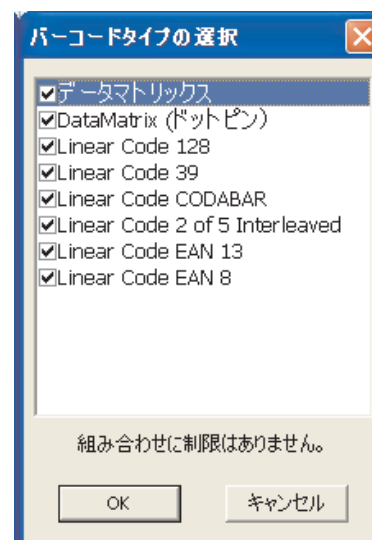 バーコードタイプの選択
データマトリックス
DataMatrix (ドットピン)
Linear Code 128
Linear Code 39
Linear Code CODABAR
Linear Code 2 of 5 Interleaved
Linear Code EAN 13
Linear Code EAN 8
組み合わせに制限はありません。
OK
キャンセル